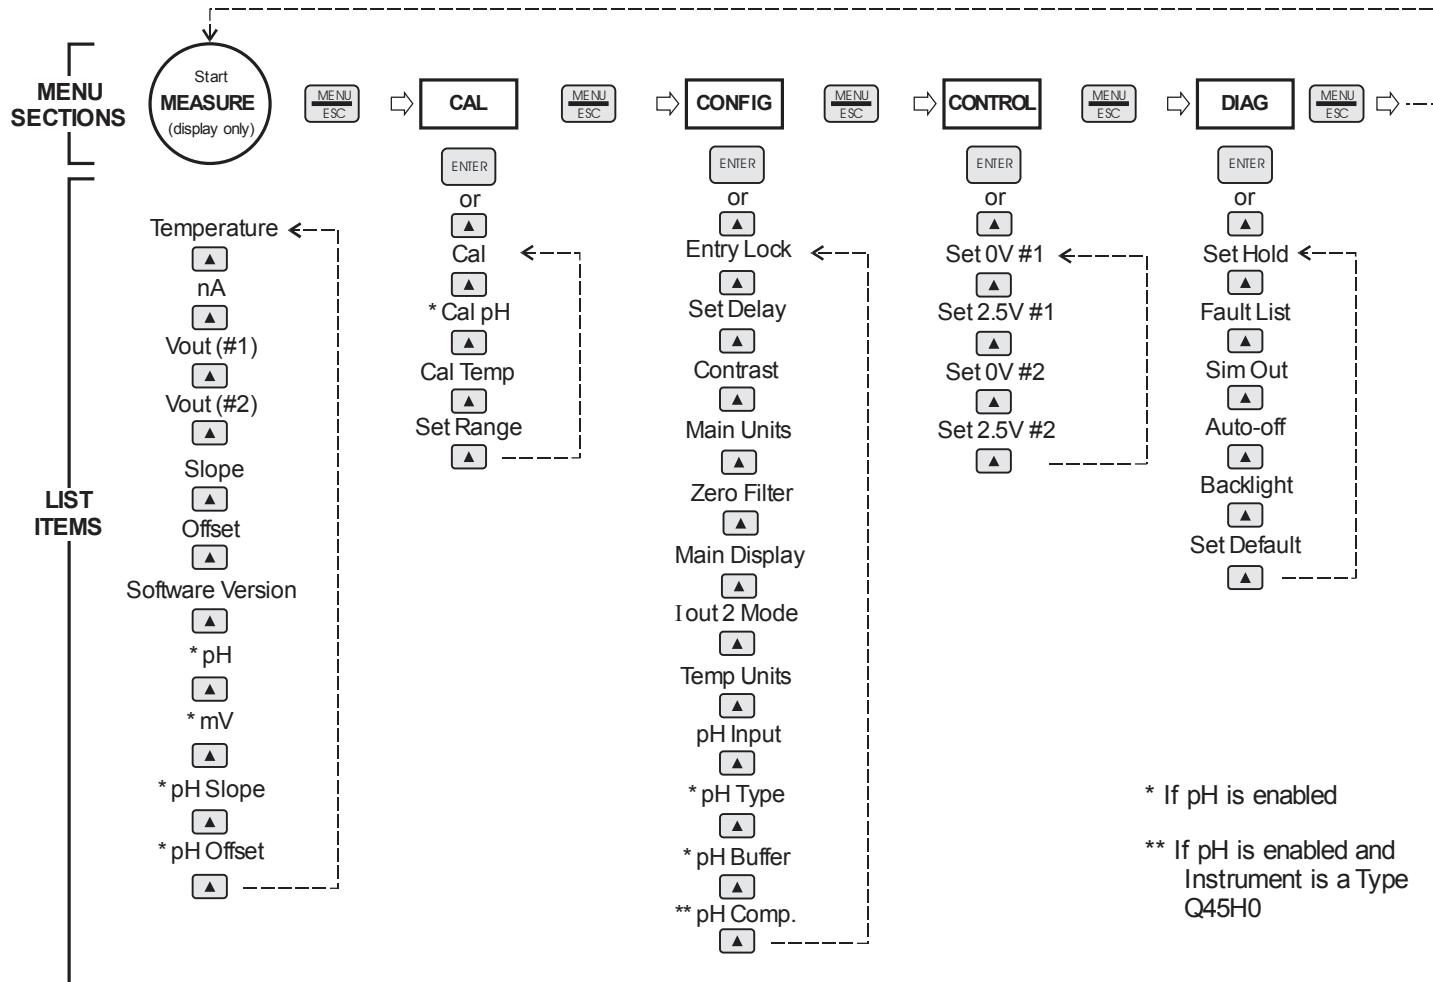 MENU
SECTIONS
Start
MEASURE
(display only)
MENU
ESC
CAL
MENU
ESC
CONFIG
MENU
ESC
CONTROL
MENU
ESC
DIAG
MENU
ESC
LIST
ITEMS
Temperature
nA
Vout (#1)
Vout (#2)
Slope
Offset
Software Version
* pH
* mV
* pH Slope
* pH Offset
ENTER
or
Cal
* Cal pH
Cal Temp
Set Range
ENTER
or
Entry Lock
Set Delay
Contrast
Main Units
Zero Filter
Main Display
Iout 2 Mode
Temp Units
pH Input
* pH Type
* pH Buffer
** pH Comp.
ENTER
or
Set 0V #1
Set 2.5V #1
Set 0V #2
Set 2.5V #2
ENTER
or
Set Hold
Fault List
Sim Out
Auto-off
Backlight
Set Default
* If pH is enabled
** If pH is enabled and
Instrument is a Type
Q45H0